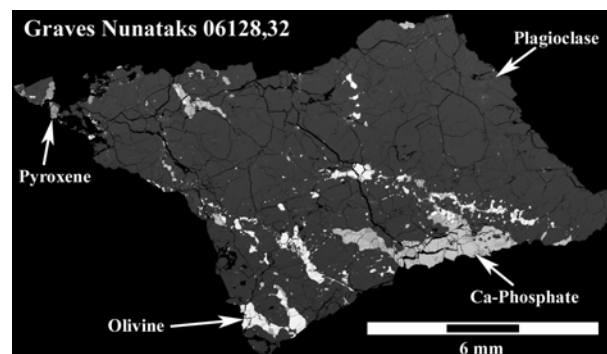 Graves Nunataks 06128,32
Plagioclase
Pyroxene
Ca-Phosphate
Olivine
6 mm